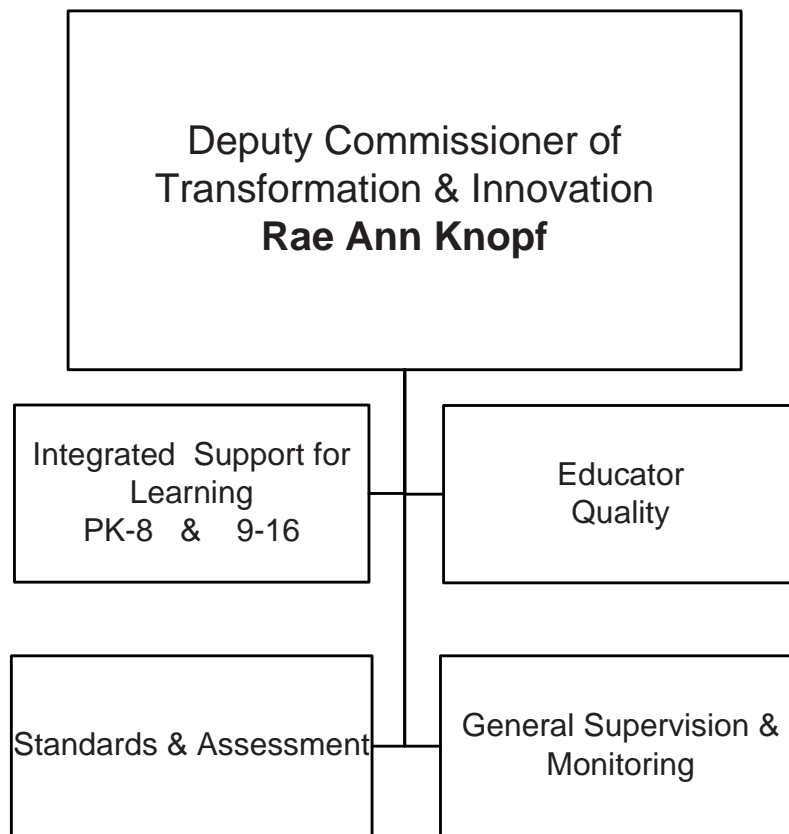 Deputy Commissioner of
Transformation & Innovation
Rae Ann Knopf
Integrated Support for
Learning
PK-8 & 9-16
Educator
Quality
Standards & Assessment
General Supervision &
Monitoring